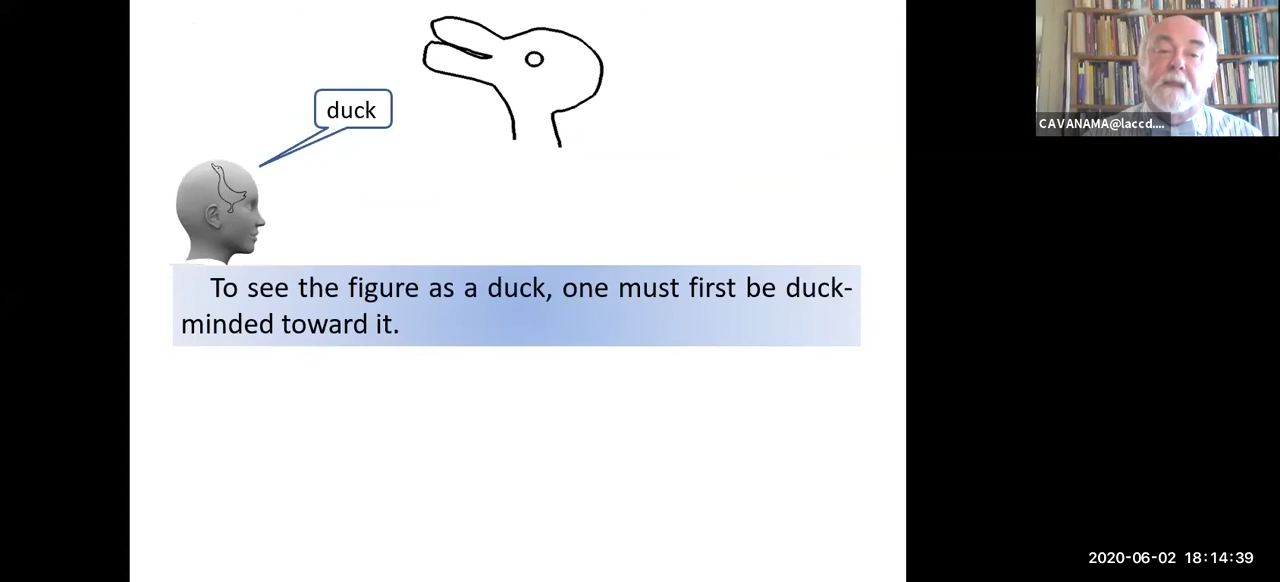 duck
CAVANAMA@laccd....
To see the figure as a duck, one must first be duck-
minded toward it.
2020-06-02 18:14:39